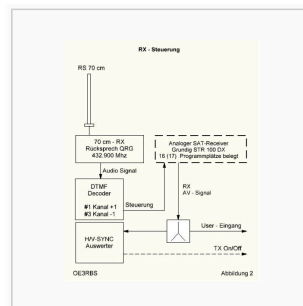 RX - Steuerung
RS 70 cm
70 cm - RX
Rücksprech QRG
432.900 Mhz
Analoger SAT-Receiver
Grundig STR 100 DX
16 (17) Programmplätze belegt
Audio Signal
DTMF
Decoder
#1 Kanal +1
#3 Kanal -1
Steuerung
RX
AV - Signal
User - Eingang
H/V-SYNC
Auswerter
TX On/Off
OE3RBS
Abbildung 2